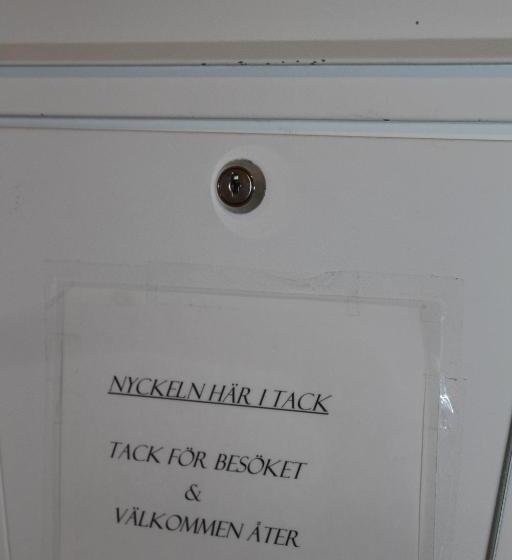 NYCKELN HÄR I TACK
TACK FÖR BESÖKET
&
VÄLKOMMEN ÅTER